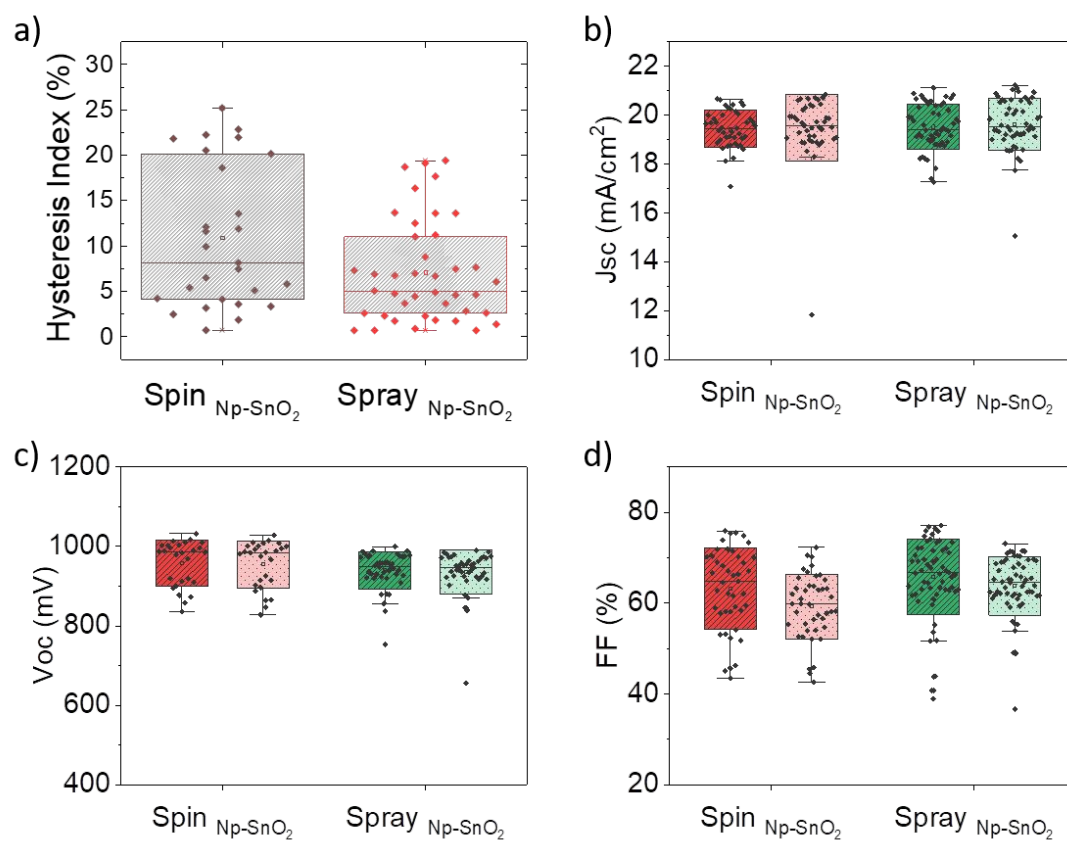 a)
Hysteresis Index (%)
30
25
20
15
10
5
0
Spin Np-SnO₂
Spray Np-SnO₂
b)
Jsc (mA/cm²)
22
20
18
16
14
12
10
Spin Np-SnO₂
Spray Np-SnO₂
c)
Voc (mV)
1200
1000
800
600
400
Spin Np-SnO₂
Spray Np-SnO₂
d)
FF (%)
80
60
40
20
Spin Np-SnO₂
Spray Np-SnO₂